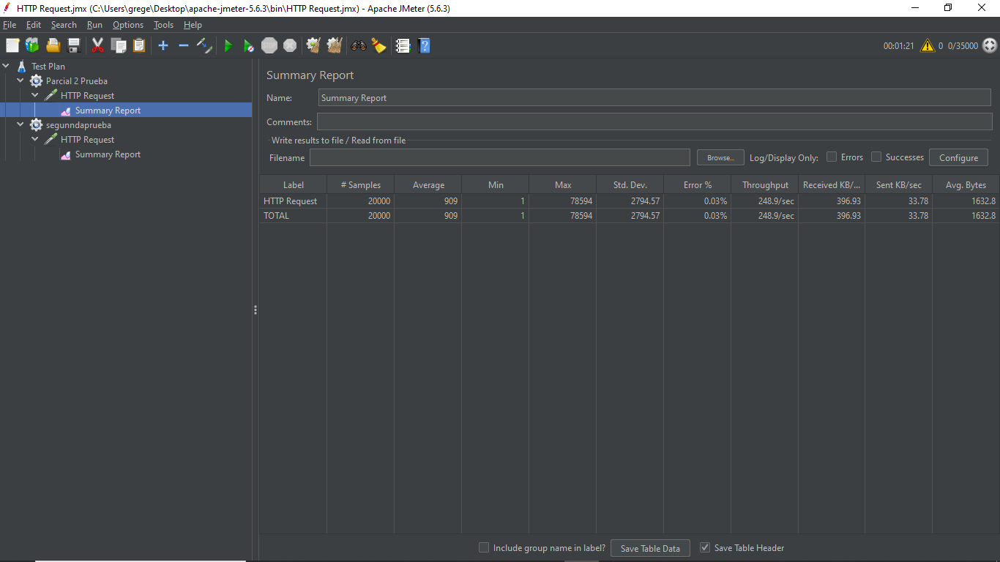 HTTP Request.jmx (C:\Users\grege\Desktop\apache-jmeter-5.6.3\bin\HTTP Request.jmx) - Apache JMeter (5.6.3)
File Edit Search Run Options Tools Help
STOP 00:01:21 0 0/35000
Test Plan
Parcial 2 Prueba
HTTP Request
Summary Report
segunndaprueba
HTTP Request
Summary Report
Summary Report
Name: Summary Report
Comments:
Write results to file / Read from file
Filename Browse... Log/Display Only: Errors Successes Configure
Label # Samples Average Min Max Std. Dev. Error % Throughput Received KB/... Sent KB/sec Avg. Bytes
HTTP Request 20000 909 1 78594 2794.57 0.03% 248.9/sec 396.93 33.78 1632.8
TOTAL 20000 909 1 78594 2794.57 0.03% 248.9/sec 396.93 33.78 1632.8
Include group name in label? Save Table Data Save Table Header